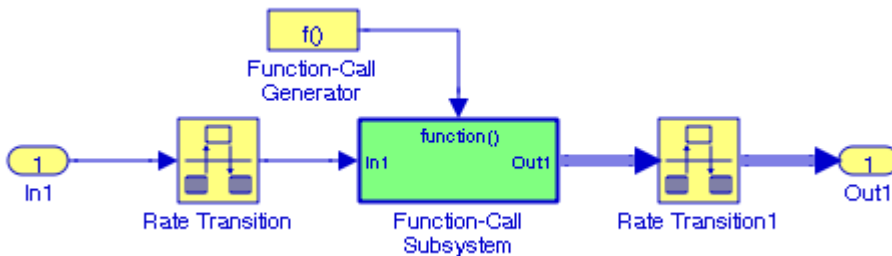 f()
Function-Call
Generator
function()
1
In1
Out1
1
In1
Rate Transition
Function-Call
Subsystem
Rate Transition1
Out1